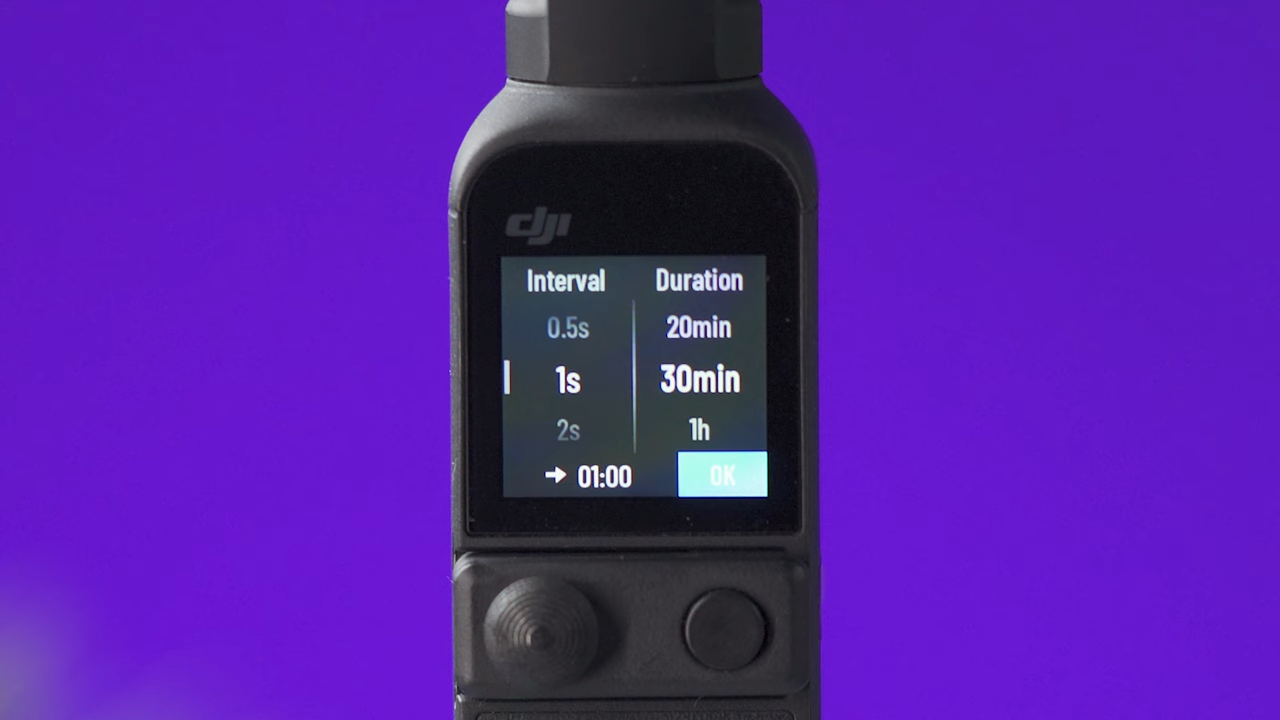 dji
Interval Duration
0.5s 20min
1s 30min
2s 1h
→ 01:00 OK